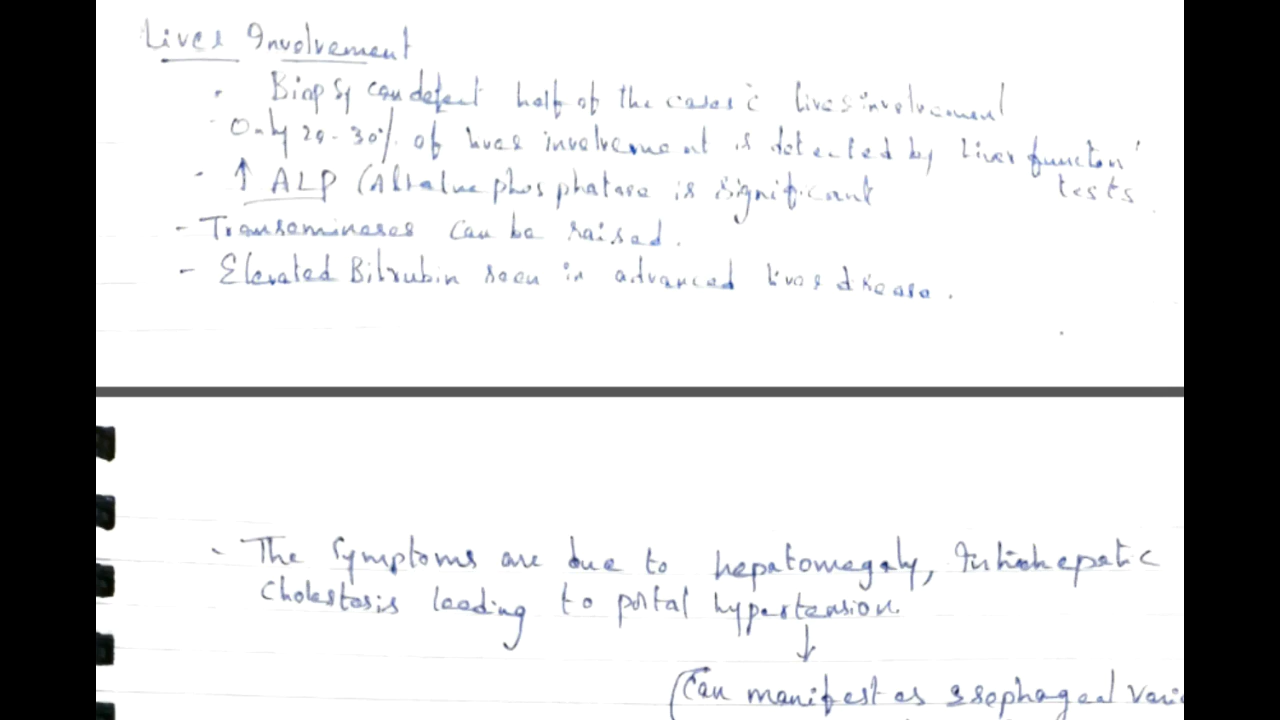 Liver Involvement
. Biopsy can detect half of the cases c̄ liver involvement
- Only 20-30% of liver involvement is detected by Liver function
tests
- ↑ ALP (Alkaline phosphatase is significant
- Transaminases can be raised.
- Elevated Bilrubin seen in advanced liver disease.
- The symptoms are due to hepatomegaly, Intrahepatic
Cholestasis leading to portal hypertension.
↓
(Can manifest as esophageal vari